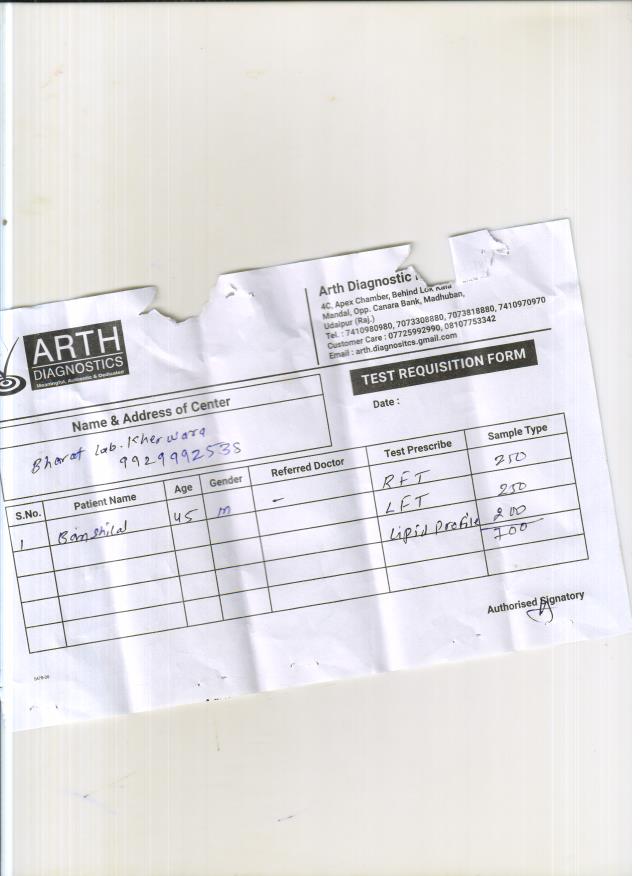 ARTH
DIAGNOSTICS
Meaningful, Authentic & Dedicated
Arth Diagnostic
4C, Apex Chamber, Behind Lok
Mandal, Opp. Canara Bank, Madhuban,
Udaipur (Raj.)
Tel. : 7410980980, 7073308880, 7073818880, 7410970970
Customer Care : 07725992990, 08107753342
Email : arth.diagnositcs.gmail.com
TEST REQUISITION FORM
Date :
Name & Address of Center
Bharat Lab. Kherwara
9929992538
S.No. Patient Name Age Gender Referred Doctor Test Prescribe Sample Type
1 Banshilal 45 m – RFT 250
LFT 250
Lipid Profile 200
700
Authorised Signatory